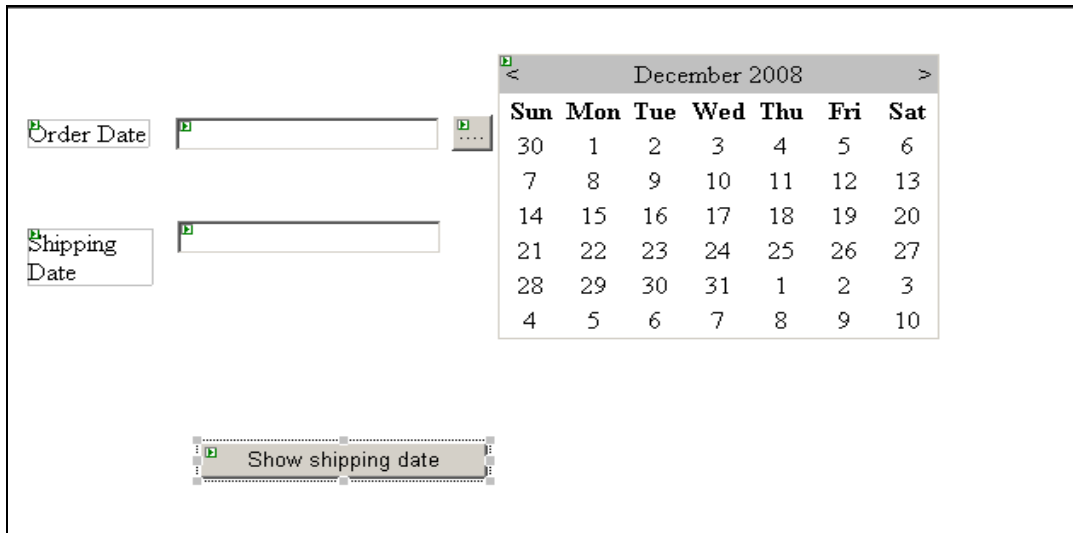 < December 2008 >
Sun Mon Tue Wed Thu Fri Sat
Order Date
....
30 1 2 3 4 5 6
7 8 9 10 11 12 13
14 15 16 17 18 19 20
Shipping
Date
21 22 23 24 25 26 27
28 29 30 31 1 2 3
4 5 6 7 8 9 10
Show shipping date